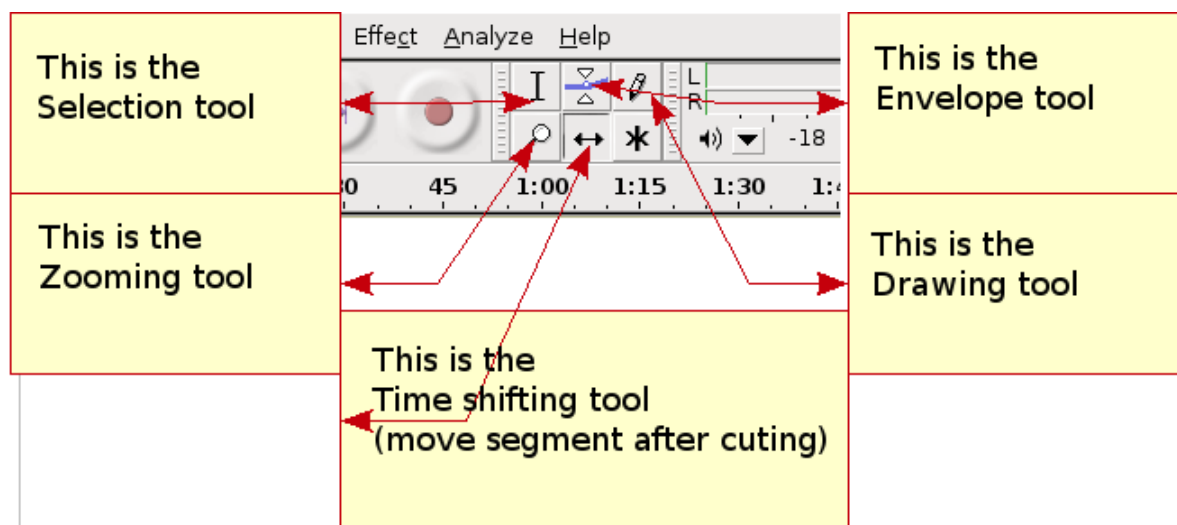 This is the
Selection tool
Effect Analyze Help
This is the
Envelope tool
L
R
-18
45 1:00 1:15 1:30
This is the
Zooming tool
This is the
Drawing tool
This is the
Time shifting tool
(move segment after cuting)